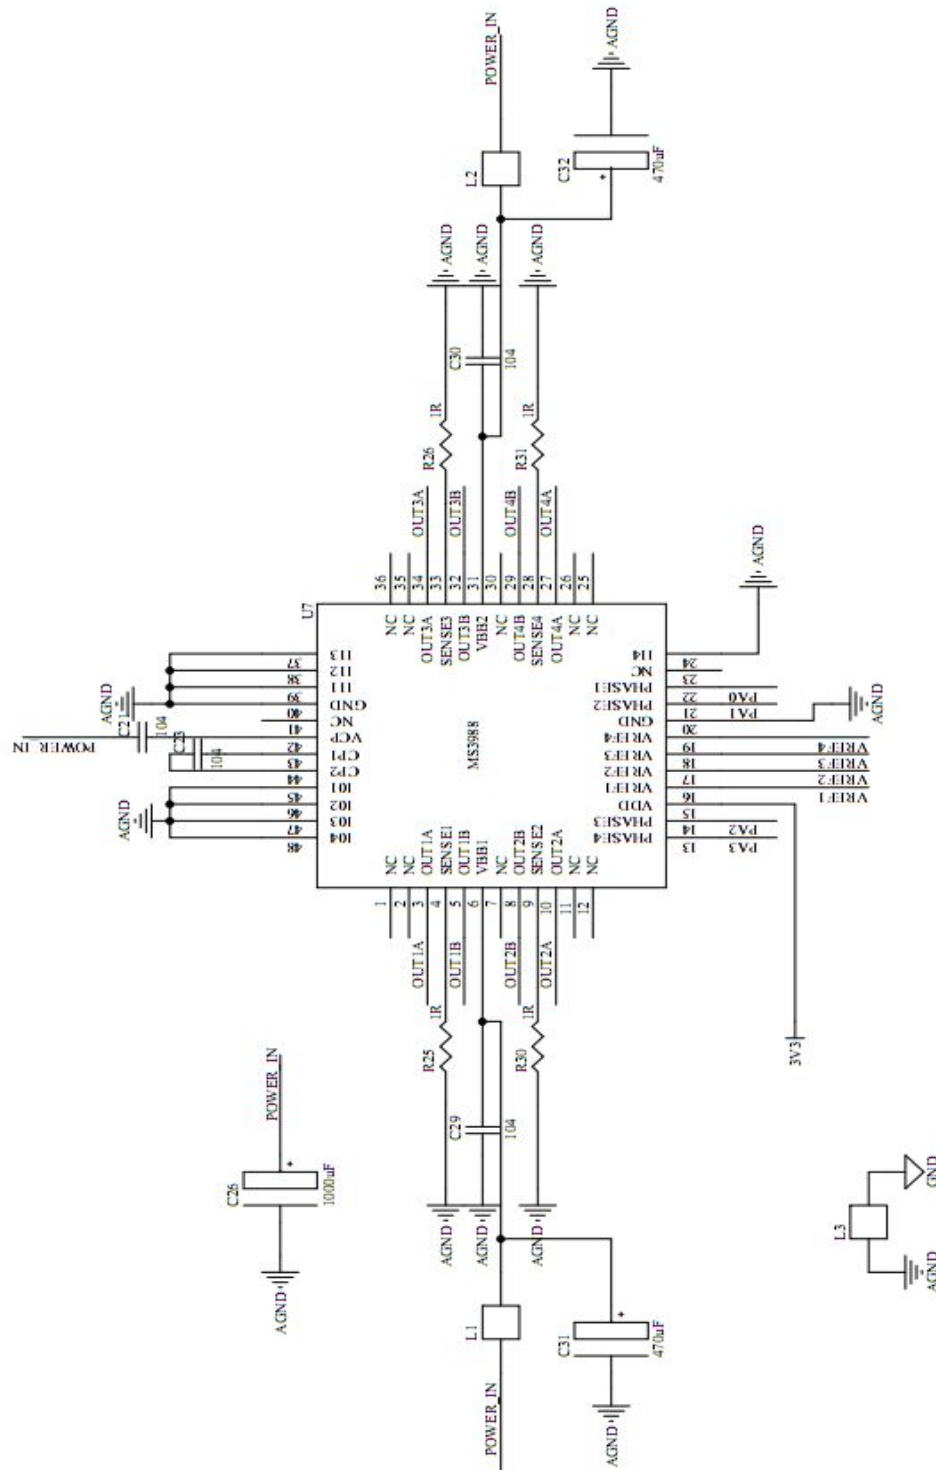 POWER_IN
AGND
L2
C32
470uF
AGND
AGND
AGND
C30
104
1R
R26
1R
R31
OUT3A
OUT3B
OUT4B
OUT4A
36
35
34
33
32
31
30
29
28
27
26
25
U7
NC
NC
OUT3A
SENSE3
OUT3B
VBB2
NC
OUT4B
SENSE4
OUT4A
NC
NC
AGND
POWER_IN
C21
104
C23
104
AGND
37
38
39
40
41
42
43
44
45
46
47
48
I13
I12
I11
GND
NC
VCP
CP1
CP2
I01
I02
I03
I04
MS3988
I14
NC
PHASE1
PHASE2
GND
VREF4
VREF3
VREF2
VREF1
VDD
PHASE3
PHASE4
24
23
22
21
20
19
18
17
16
15
14
13
AGND
PA0
PA1
AGND
VREF4
VREF3
VREF2
VREF1
PA2
PA3
3V3
NC
NC
OUT1A
SENSE1
OUT1B
VBB1
NC
OUT2B
SENSE2
OUT2A
NC
NC
1
2
3
4
5
6
7
8
9
10
11
12
OUT1A
OUT1B
OUT2B
OUT2A
1R
R25
1R
R30
C29
104
AGND
AGND
AGND
POWER_IN
C26
1000uF
AGND
L1
C31
470uF
POWER_IN
AGND
L3
GND
AGND